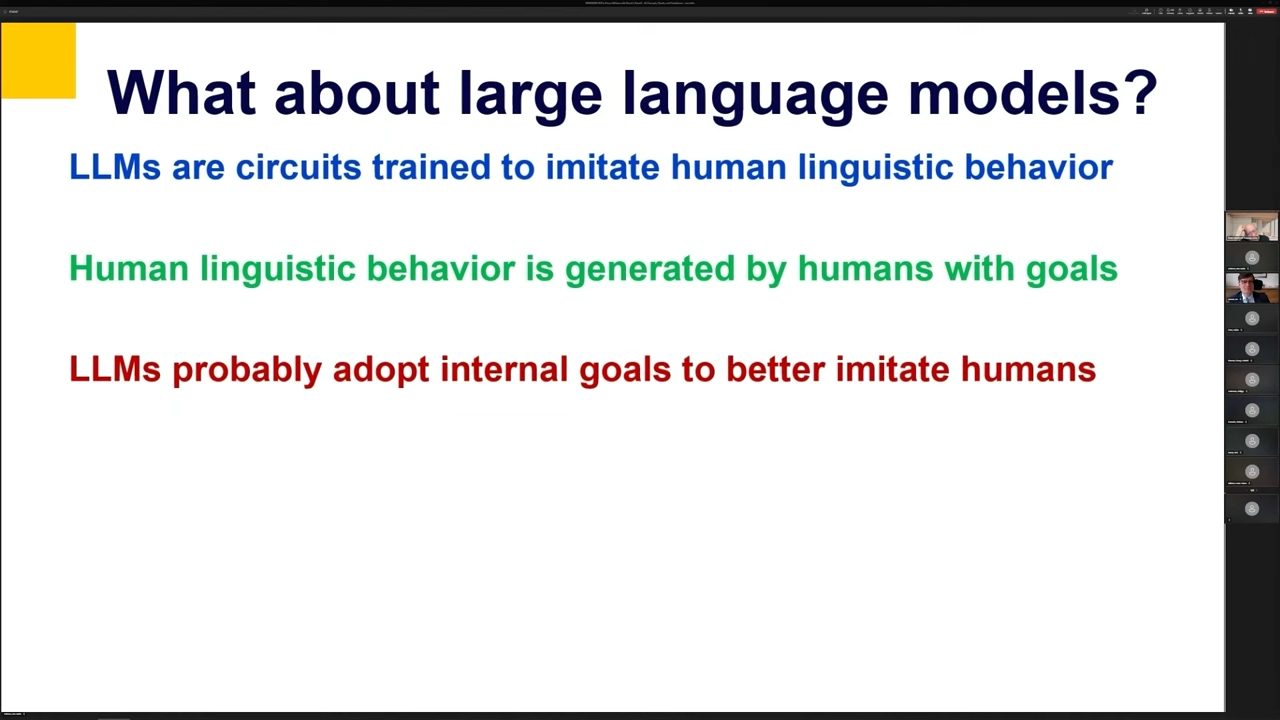 What about large language models?
LLMs are circuits trained to imitate human linguistic behavior
Human linguistic behavior is generated by humans with goals
LLMs probably adopt internal goals to better imitate humans